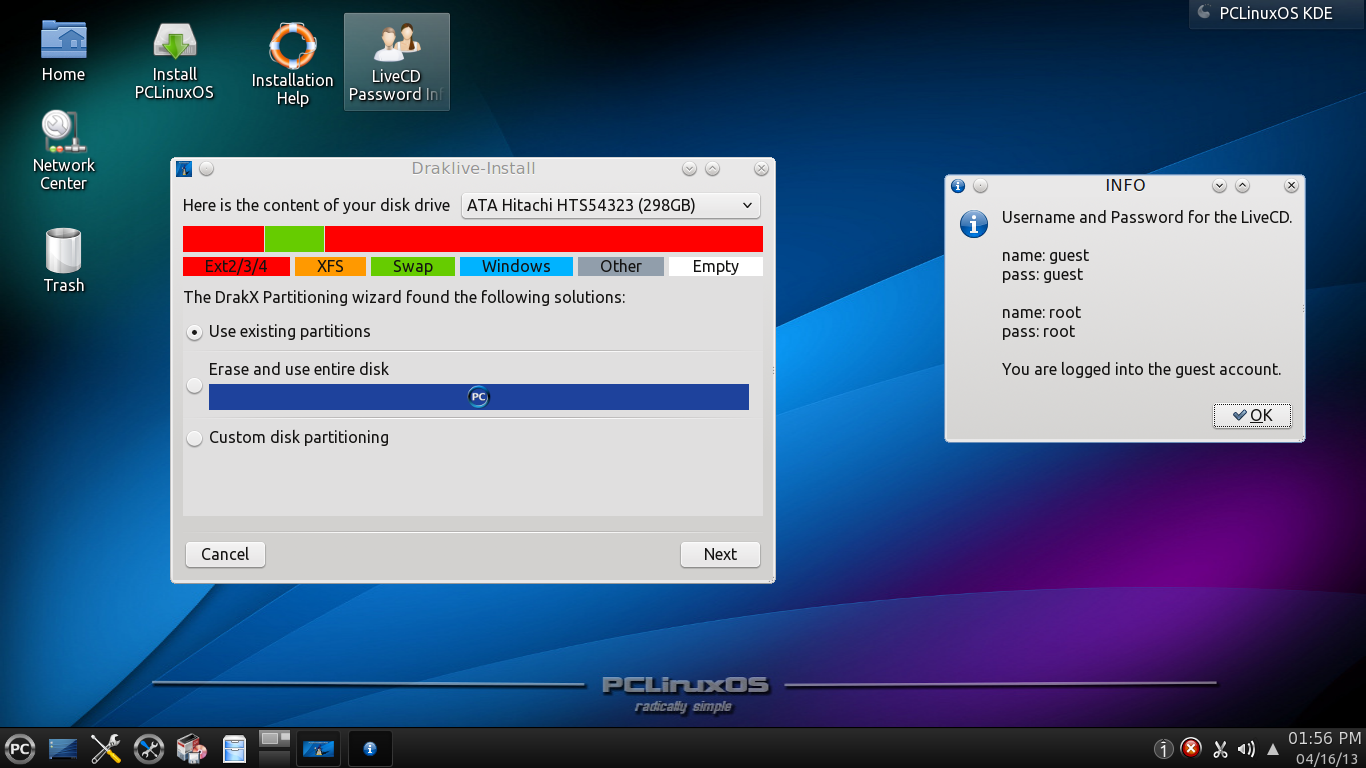 PCLinuxOS KDE
Home
Install
PCLinuxOS
Installation
Help
LiveCD
Password Inf
Network
Center
Trash
Draklive-Install
Here is the content of your disk drive ATA Hitachi HTS54323 (298GB)
Ext2/3/4 XFS Swap Windows Other Empty
The DrakX Partitioning wizard found the following solutions:
Use existing partitions
Erase and use entire disk
PC
Custom disk partitioning
Cancel Next
INFO
Username and Password for the LiveCD.
name: guest
pass: guest
name: root
pass: root
You are logged into the guest account.
OK
PCLinuxOS
radically simple
PC
1
01:56 PM
04/16/13